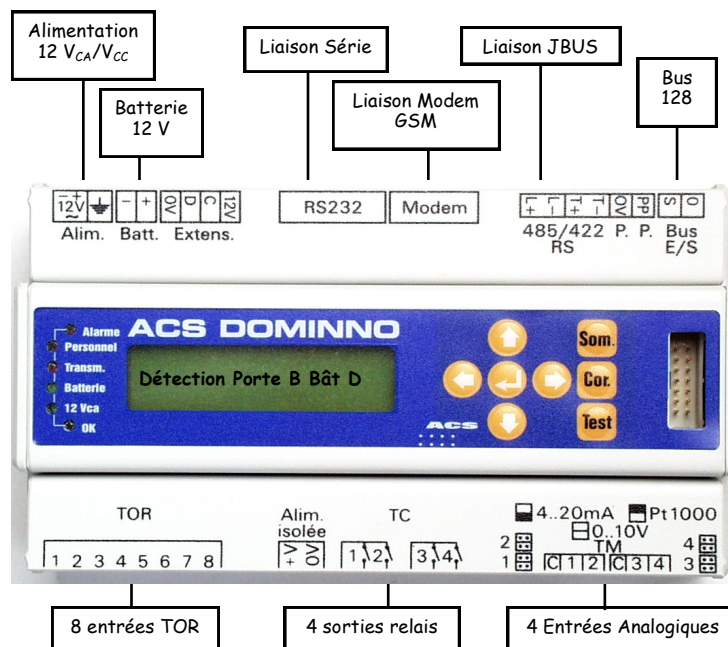 Alimentation
12 VCA/VCC
Batterie
12 V
Liaison Série
Liaison Modem
GSM
Liaison JBUS
Bus
128
- + 12V ~ - + 0V D C 12V
RS232 Modem
L+ L- T+ T- 0V PP S 0
Alim. Batt. Extens.
485/422 P. P. Bus
RS E/S
Alarme
Personnel
Transm.
Batterie
12 Vca
OK
ACS DOMINNO
Détection Porte B Bât D
Som.
Cor.
Test
ACS
TOR
1 2 3 4 5 6 7 8
Alim.
isolée
+V 0V
TC
1 2 3 4
4..20mA Pt1000
0..10V
TM
2 4
1 C 1 2 C 3 4 3
8 entrées TOR
4 sorties relais
4 Entrées Analogiques